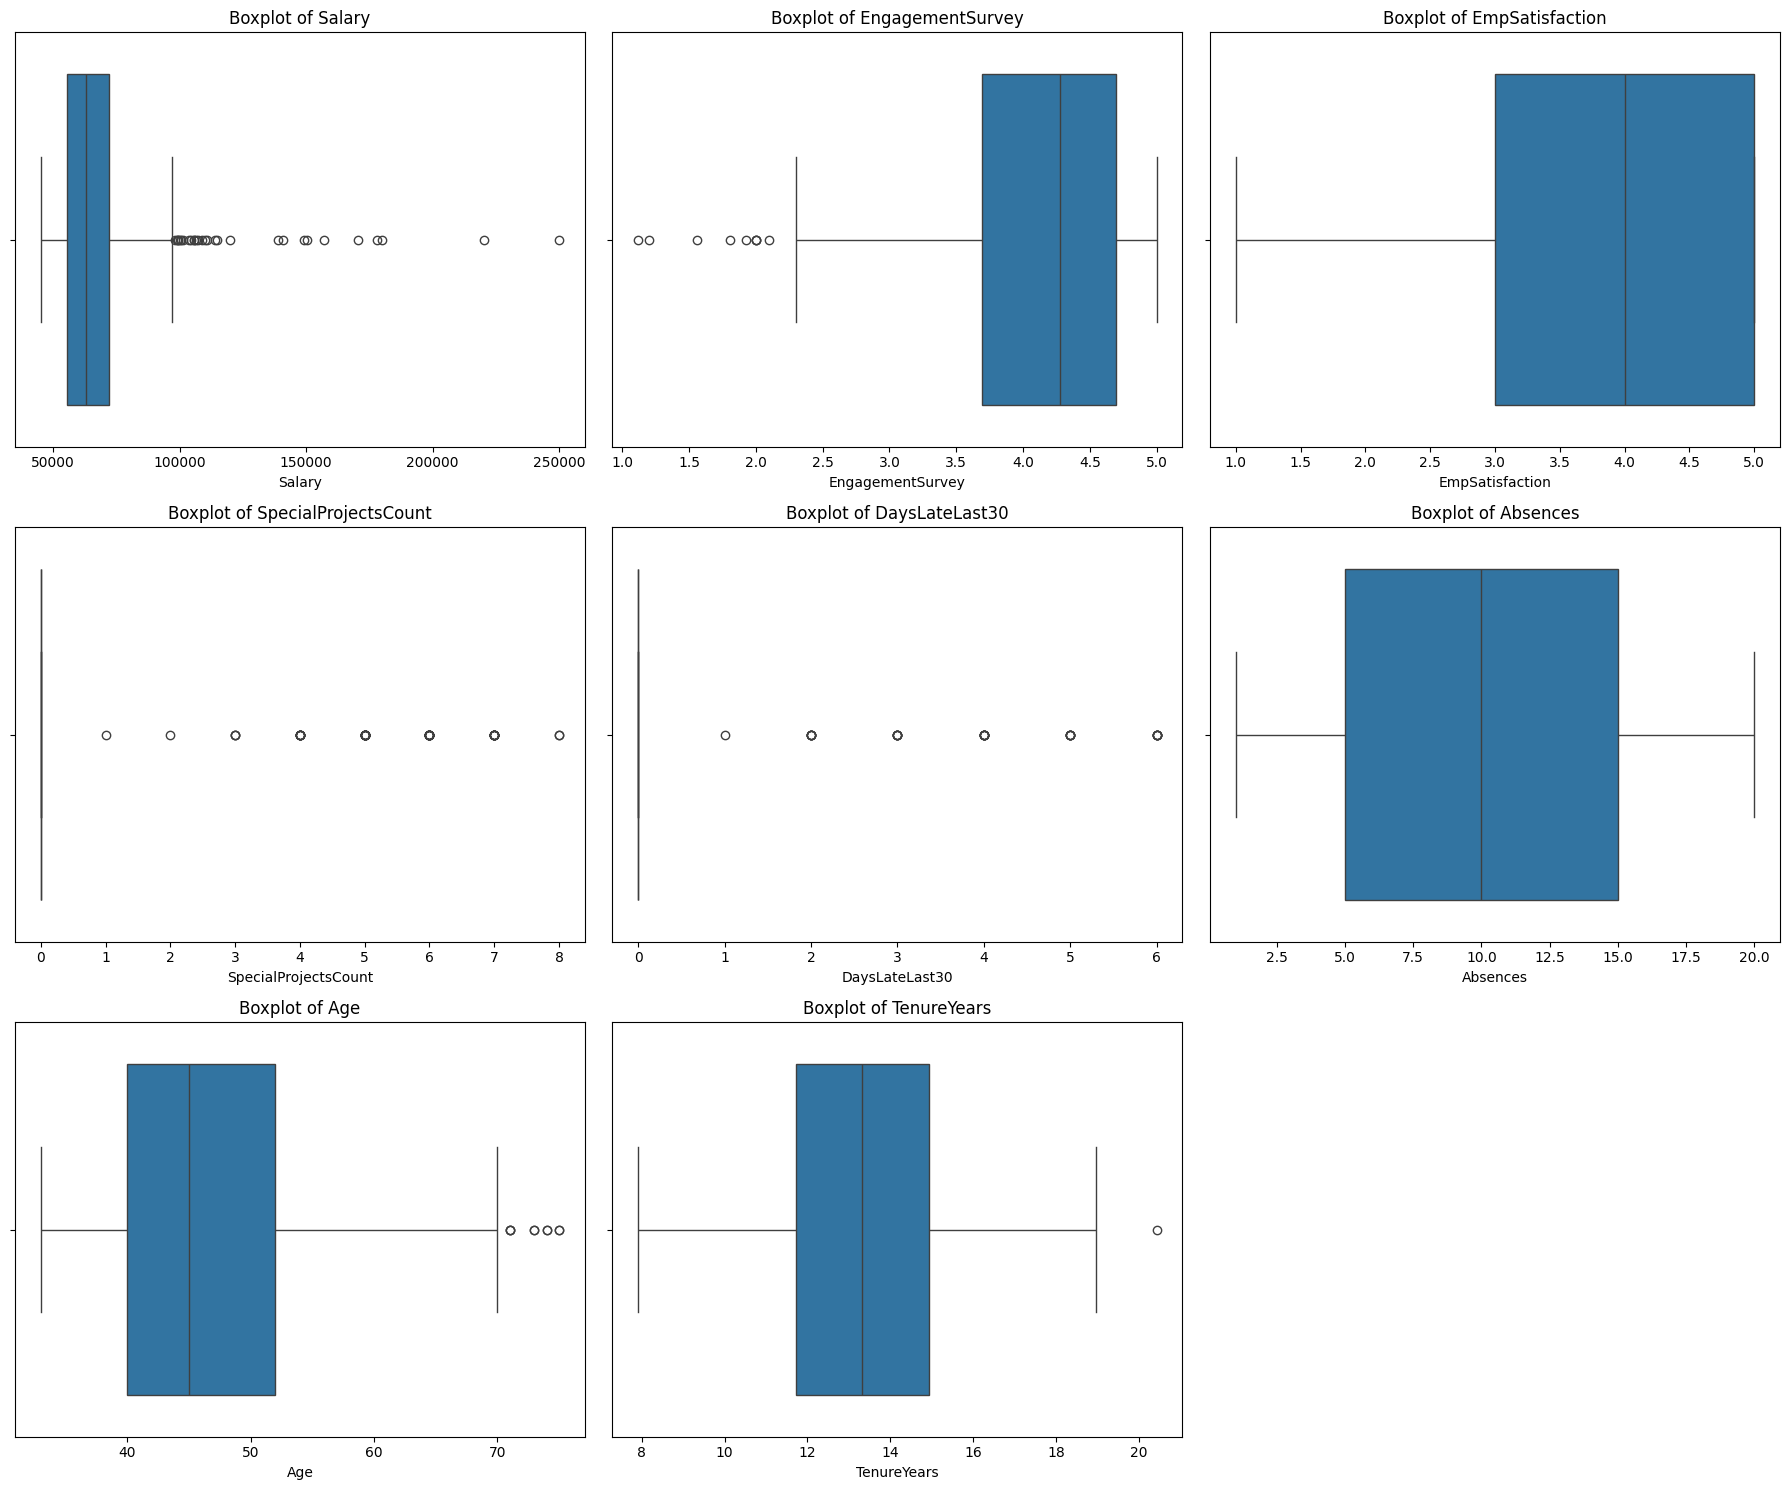 Boxplot of Salary
50000 100000 150000 200000 250000
Salary
Boxplot of EngagementSurvey
1.0 1.5 2.0 2.5 3.0 3.5 4.0 4.5 5.0
EngagementSurvey
Boxplot of EmpSatisfaction
1.0 1.5 2.0 2.5 3.0 3.5 4.0 4.5 5.0
EmpSatisfaction
Boxplot of SpecialProjectsCount
0 1 2 3 4 5 6 7 8
SpecialProjectsCount
Boxplot of DaysLateLast30
0 1 2 3 4 5 6
DaysLateLast30
Boxplot of Absences
2.5 5.0 7.5 10.0 12.5 15.0 17.5 20.0
Absences
Boxplot of Age
40 50 60 70
Age
Boxplot of TenureYears
8 10 12 14 16 18 20
TenureYears